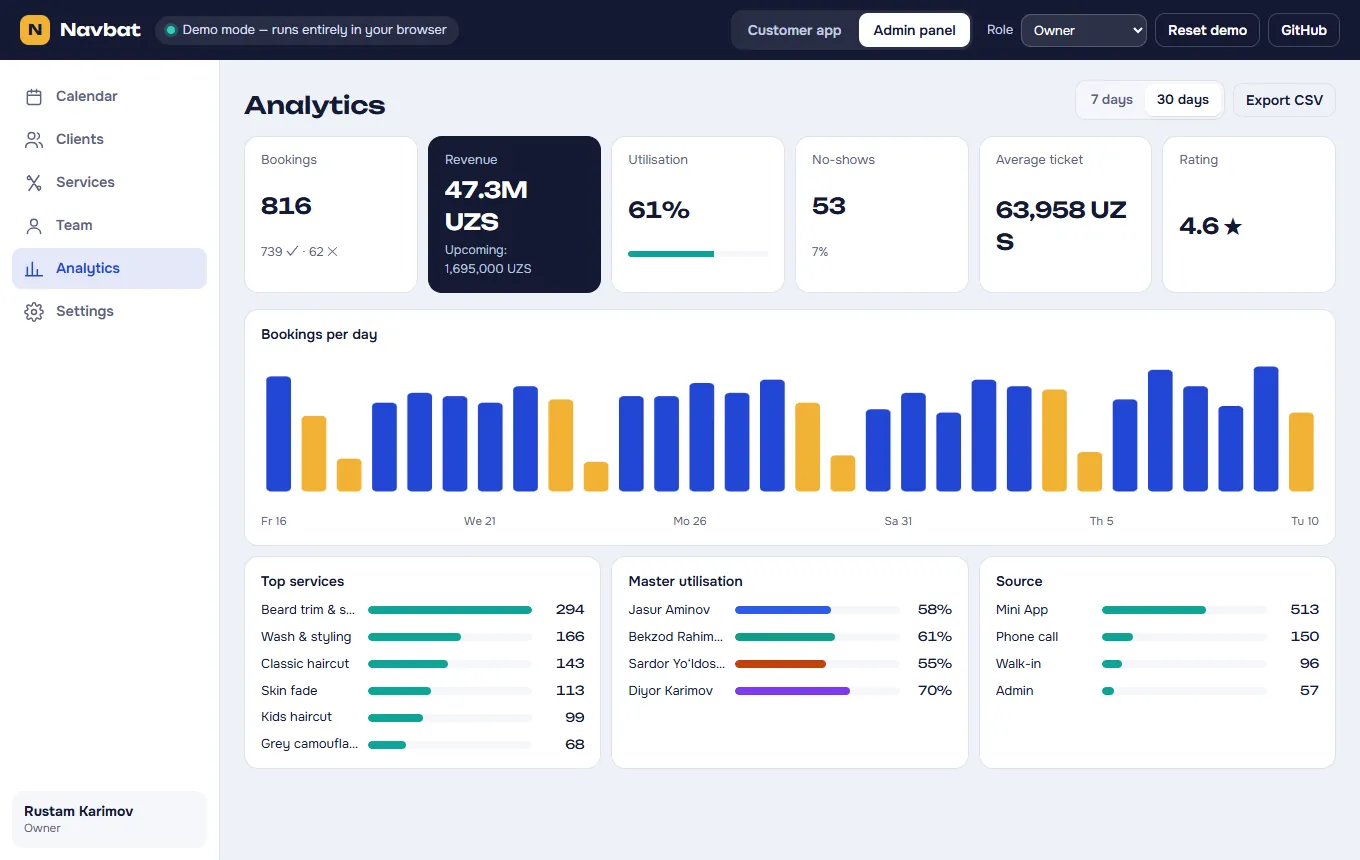 N Navbat
Demo mode – runs entirely in your browser
Customer app
Admin panel
Role
Owner
Reset demo
GitHub
Calendar
Clients
Services
Team
Analytics
Settings
Rustam Karimov
Owner
Analytics
7 days
30 days
Export CSV
Bookings
816
739 ✓ · 62 ✕
Revenue
47.3M
UZS
Upcoming:
1,695,000 UZS
Utilisation
61%
No-shows
53
7%
Average ticket
63,958 UZ
S
Rating
4.6 ★
Bookings per day
Fr 16 We 21 Mo 26 Sa 31 Th 5 Tu 10
Top services
Beard trim & s... 294
Wash & styling 166
Classic haircut 143
Skin fade 113
Kids haircut 99
Grey camoufla... 68
Master utilisation
Jasur Aminov 58%
Bekzod Rahim... 61%
Sardor Yo‘ldos... 55%
Diyor Karimov 70%
Source
Mini App 513
Phone call 150
Walk-in 96
Admin 57